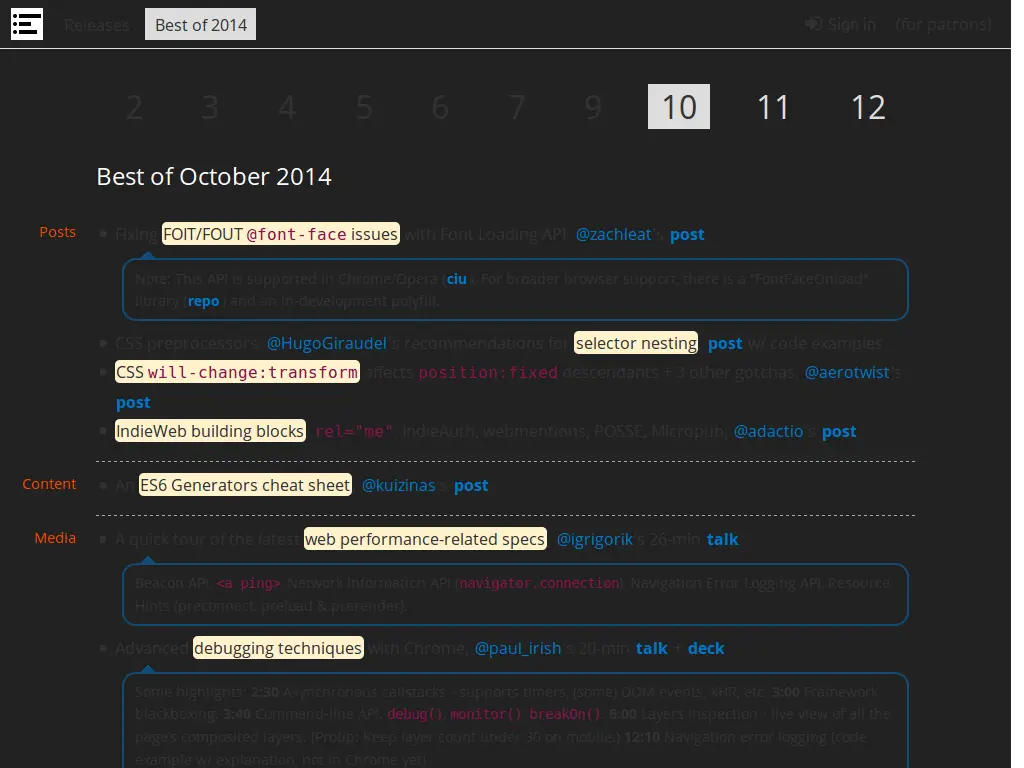 Releases Best of 2014 Sign in (for patrons)
2 3 4 5 6 7 9 10 11 12
Best of October 2014
Posts
Fixing FOIT/FOUT @font-face issues with Font Loading API, @zachleat's post
Note: This API is supported in Chrome/Opera (ciu). For broader browser support, there is a "FontFaceOnload"
library (repo) and an in-development polyfill.
CSS preprocessors: @HugoGiraudel's recommendations for selector nesting, post w/ code examples
CSS will-change:transform affects position:fixed descendants + 3 other gotchas, @aerotwist's
post
IndieWeb building blocks: rel="me", IndieAuth, webmentions, POSSE, Micropub, @adactio's post
Content
An ES6 Generators cheat sheet, @kuizinas's post
Media
A quick tour of the latest web performance-related specs, @igrigorik's 26-min talk
Beacon API, <a ping>, Network Information API (navigator.connection), Navigation Error Logging API, Resource
Hints (preconnect, preload & prerender).
Advanced debugging techniques with Chrome, @paul_irish's 20-min talk + deck
Some highlights: 2:30 Asynchronous callstacks - supports timers, (some) DOM events, XHR, etc. 3:00 Framework
blackboxing. 3:40 Command-line API: debug(), monitor(), breakOn(). 6:00 Layers inspection - live view of all the
page's composited layers. (Protip: Keep layer count under 30 on mobile.) 12:10 Navigation error logging (code
example w/ explanation, not in Chrome yet)